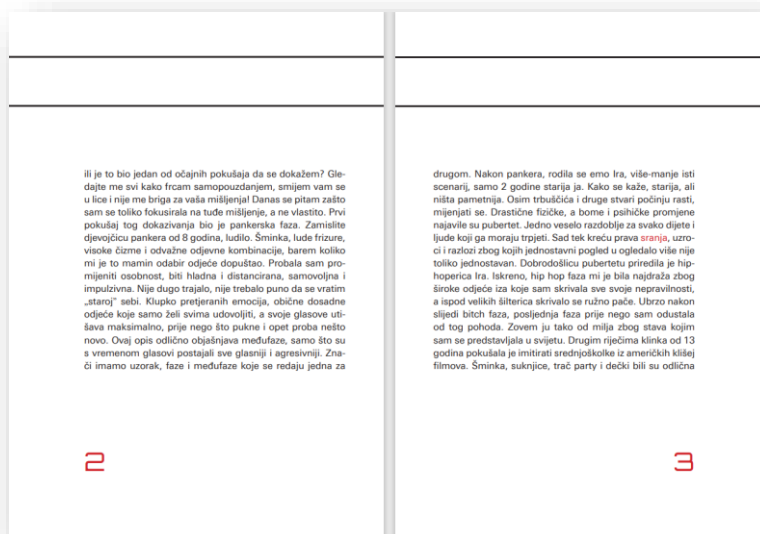 ili je to bio jedan od očajnih pokušaja da se dokažem? Gle-
dajte me svi kako frcam samopouzdanjem, smijem vam se
u lice i nije me briga za vaša mišljenja! Danas se pitam zašto
sam se toliko fokusirala na tuđe mišljenje, a ne vlastito. Prvi
pokušaj tog dokazivanja bio je pankerska faza. Zamislite
djevojčicu pankera od 8 godina, ludilo. Šminka, lude frizure,
visoke čizme i odvažne odjevne kombinacije, barem koliko
mi je to mamin odabir odjeće dopuštao. Probala sam pro-
mijeniti osobnost, biti hladna i distancirana, samovoljna i
impulzivna. Nije dugo trajalo, nije trebalo puno da se vratim
„staroj" sebi. Klupko pretjeranih emocija, obične dosadne
odjeće koje samo želi svima udovoljiti, a svoje glasove uti-
šava maksimalno, prije nego što pukne i opet proba nešto
novo. Ovaj opis odlično objašnjava međufaze, samo što su
s vremenom glasovi postajali sve glasniji i agresivniji. Zna-
či imamo uzorak, faze i međufaze koje se redaju jedna za
2
drugom. Nakon pankera, rodila se emo Ira, više-manje isti
scenarij, samo 2 godine starija ja. Kako se kaže, starija, ali
ništa pametnija. Osim trbuščića i druge stvari počinju rasti,
mijenjati se. Drastične fizičke, a bome i psihičke promjene
najavile su pubertet. Jedno veselo razdoblje za svako dijete i
ljude koji ga moraju trpjeti. Sad tek kreću prava sranja, uzro-
ci i razlozi zbog kojih jednostavni pogled u ogledalo više nije
toliko jednostavan. Dobrodošlicu pubertetu priredila je hip-
hoperica Ira. Iskreno, hip hop faza mi je bila najdraža zbog
široke odjeće iza koje sam skrivala sve svoje nepravilnosti,
a ispod velikih šilterica skrivalo se ružno pače. Ubrzo nakon
slijedi bitch faza, posljednja faza prije nego sam odustala
od tog pohoda. Zovem ju tako od milja zbog stava kojim
sam se predstavljala u svijetu. Drugim riječima klinka od 13
godina pokušala je imitirati srednjoškolke iz američkih klišej
filmova. Šminka, suknjice, trač party i dečki bili su odlična
3